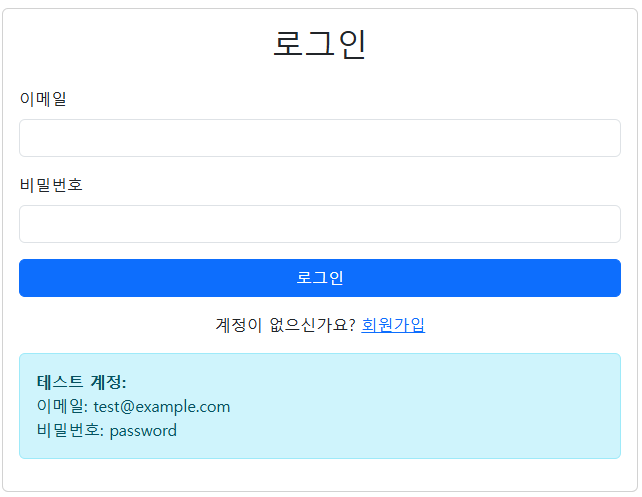 로그인
이메일
비밀번호
로그인
계정이 없으신가요? 회원가입
테스트 계정:
이메일: test@example.com
비밀번호: password